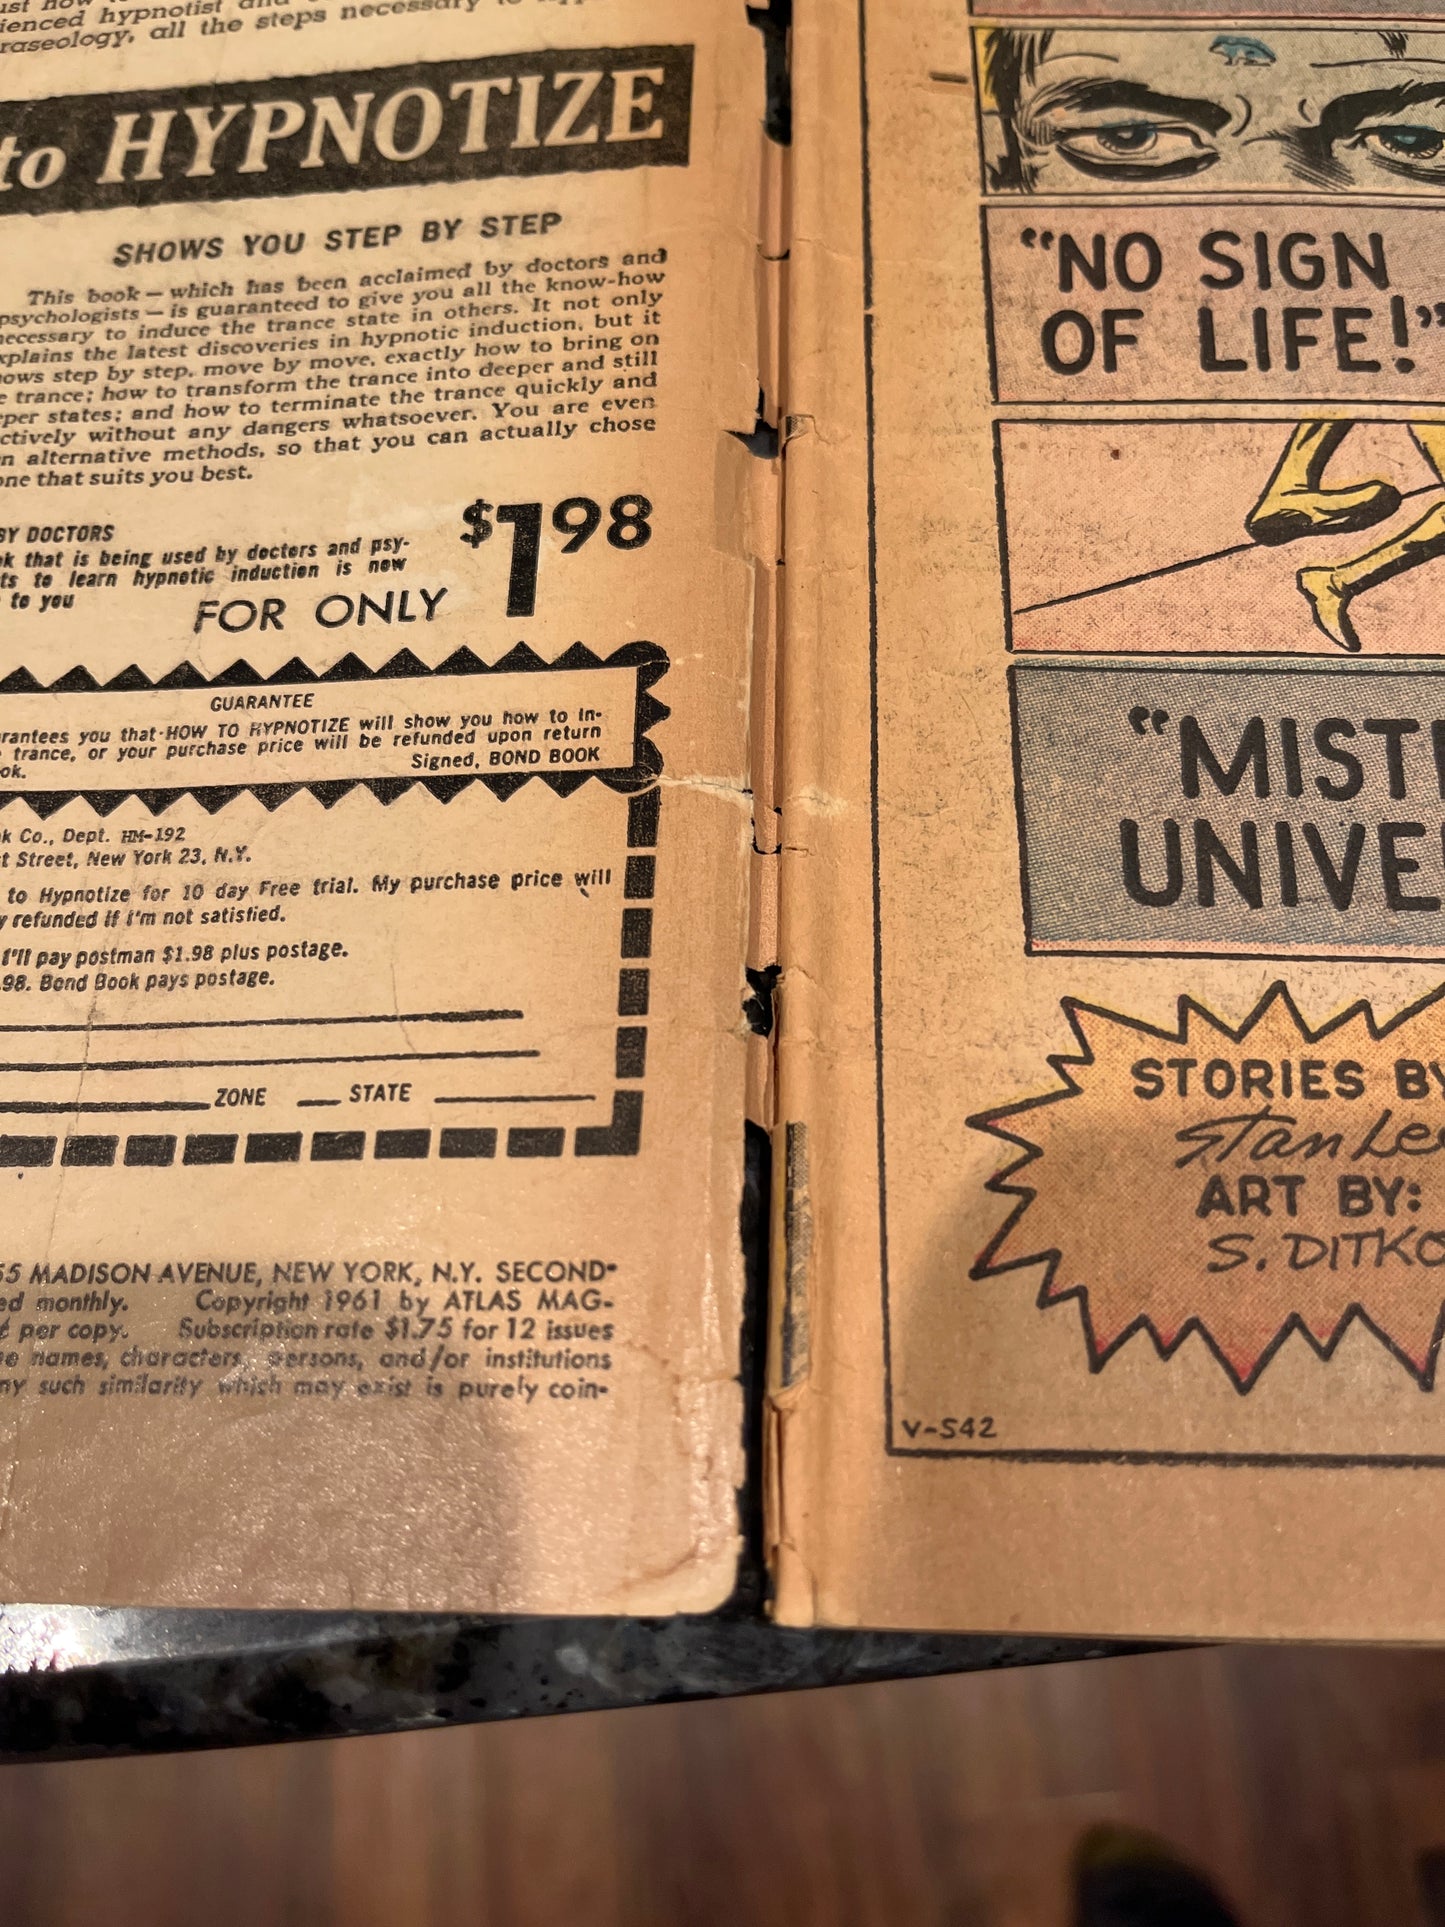 ienced hypnotist
raseology, all the steps necessary to
to HYPNOTIZE
SHOWS YOU STEP BY STEP
This book — which has been acclaimed by doctors and
psychologists — is guaranteed to give you all the know-how
necessary to induce the trance state in others. It not only
xplains the latest discoveries in hypnotic induction, but it
ows step by step, move by move, exactly how to bring on
e trance; how to transform the trance into deeper and still
eper states; and how to terminate the trance quickly and
ctively without any dangers whatsoever. You are even
n alternative methods, so that you can actually chose
one that suits you best.
BY DOCTORS
ok that is being used by doctors and psy-
ts to learn hypnotic induction is now
to you
FOR ONLY $1.98
GUARANTEE
rantees you that HOW TO HYPNOTIZE will show you how to in-
trance, or your purchase price will be refunded upon return
ok.
Signed, BOND BOOK
k Co., Dept. HM-192
t Street, New York 23, N.Y.
to Hypnotize for 10 day Free trial. My purchase price will
y refunded if I'm not satisfied.
I'll pay postman $1.98 plus postage.
.98. Bond Book pays postage.
ZONE STATE
55 MADISON AVENUE, NEW YORK, N.Y. SECOND-
ed monthly. Copyright 1961 by ATLAS MAG-
¢ per copy. Subscription rate $1.75 for 12 issues
e names, characters, persons, and/or institutions
ny such similarity which may exist is purely coin-
"NO SIGN
OF LIFE!"
"MIST
UNIVE
STORIES BY
Stan Lee
ART BY:
S. DITKO
V-542